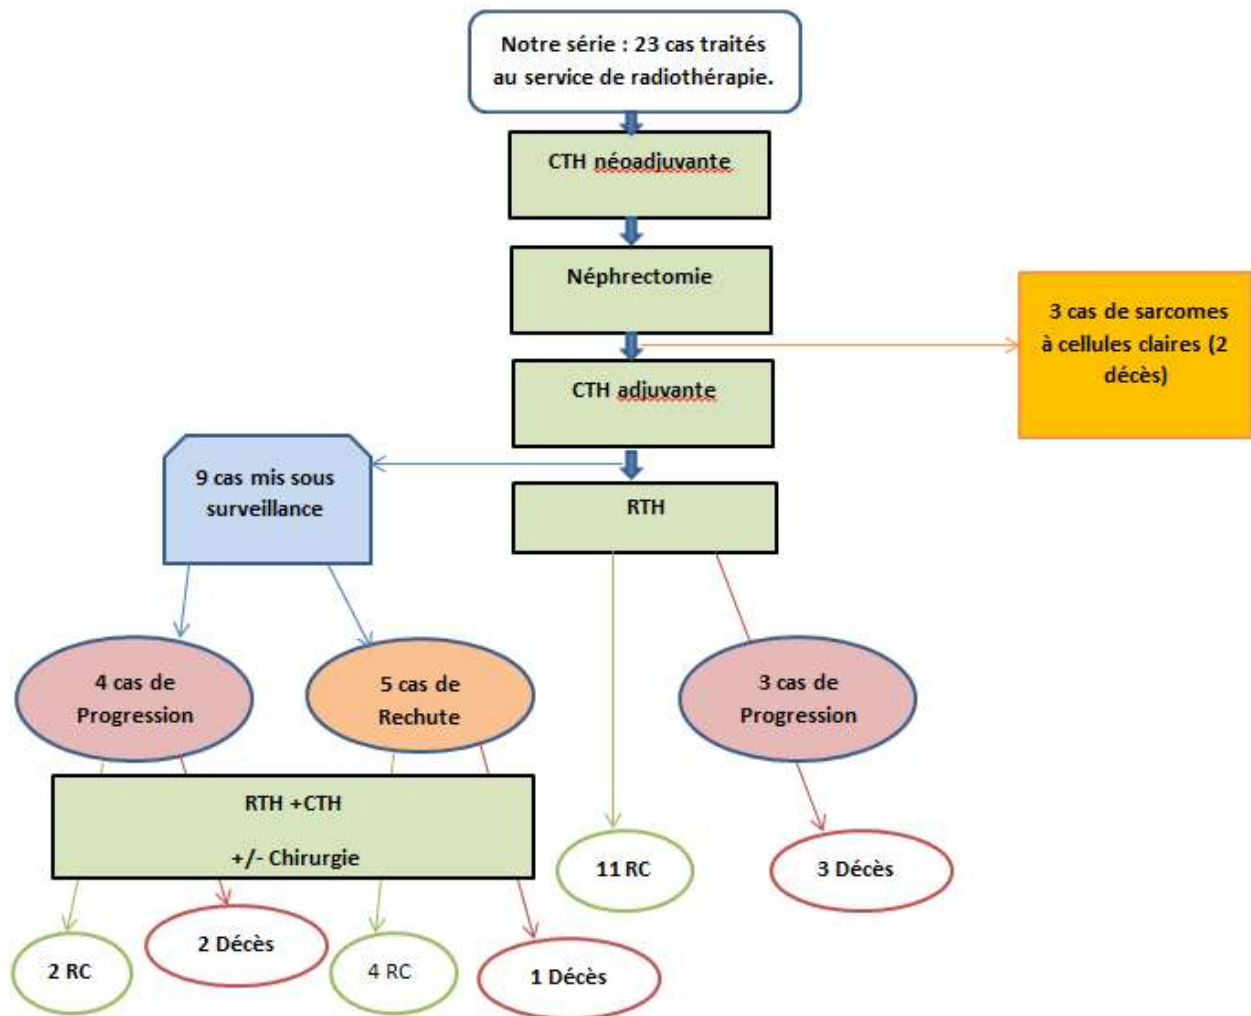 Notre série : 23 cas traités
au service de radiothérapie.
CTH néoadjuvante
Néphrectomie
3 cas de sarcomes
à cellules claires (2
décès)
CTH adjuvante
9 cas mis sous
surveillance
RTH
4 cas de
Progression
5 cas de
Rechute
3 cas de
Progression
RTH +CTH
+/- Chirurgie
11 RC
3 Décès
2 RC
2 Décès
4 RC
1 Décès